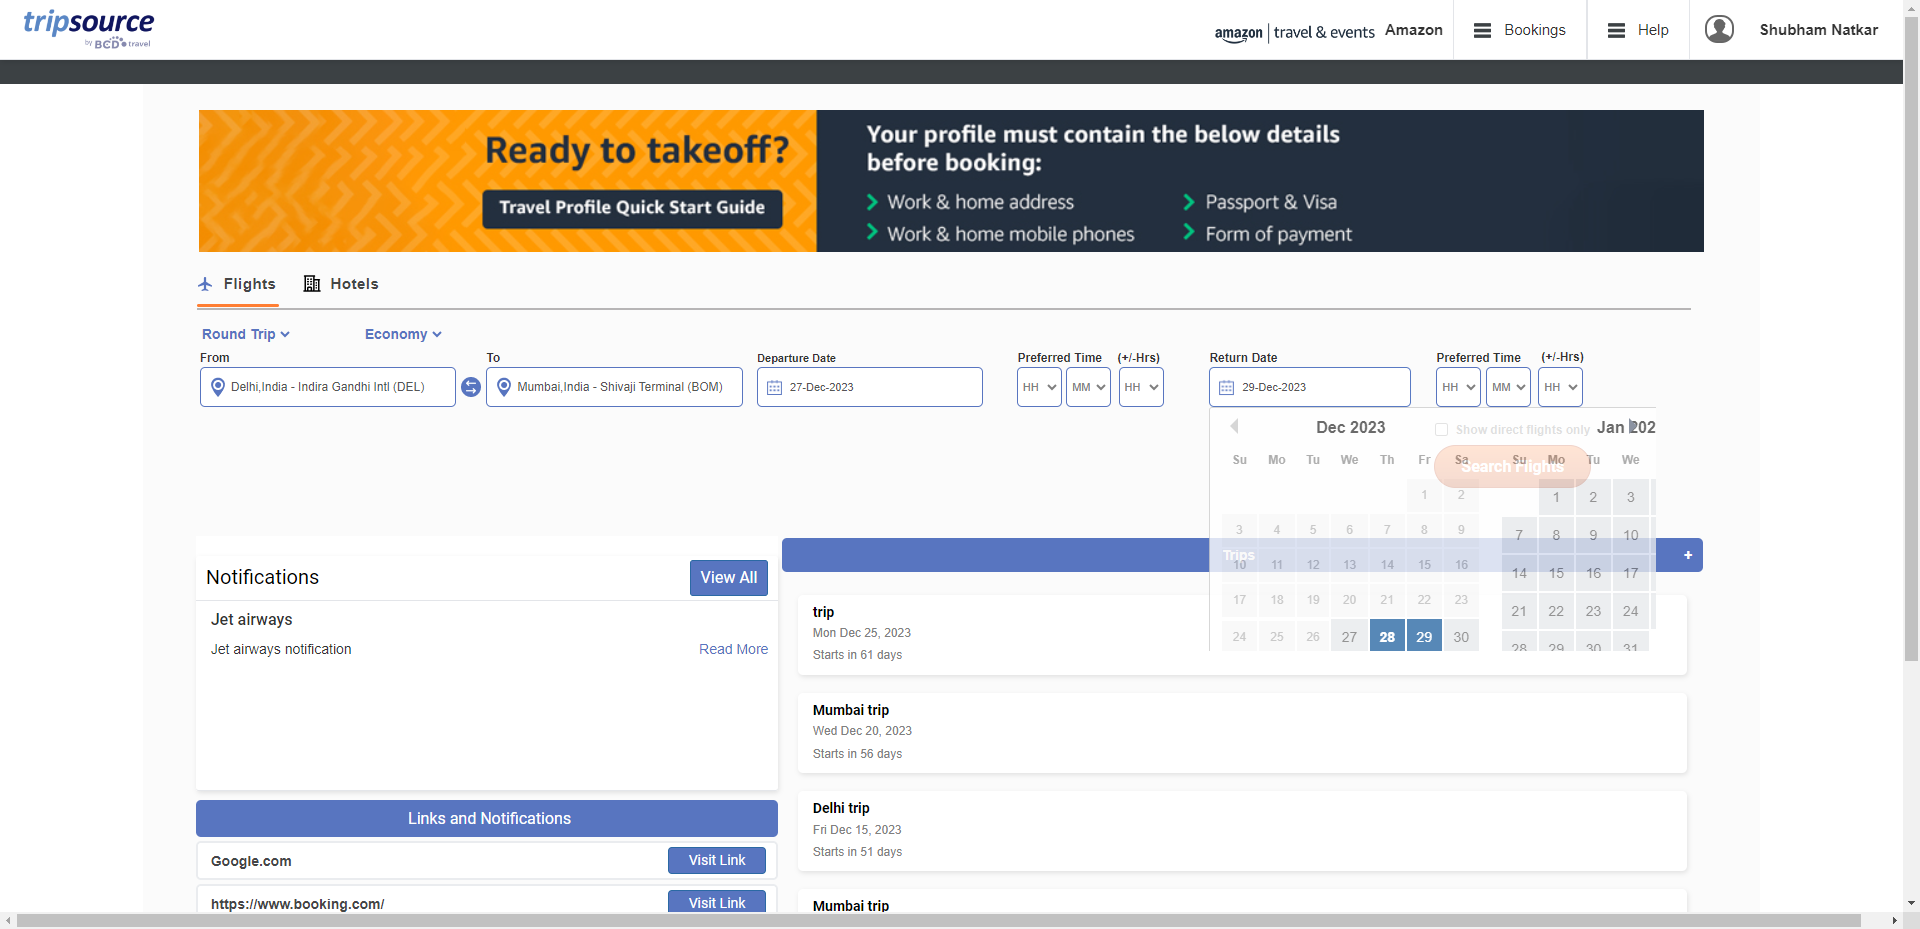 tripsource
by BCD travel
amazon | travel & events Amazon
Bookings
Help
Shubham Natkar
Ready to takeoff?
Travel Profile Quick Start Guide
Your profile must contain the below details
before booking:
Work & home address
Passport & Visa
Work & home mobile phones
Form of payment
Flights
Hotels
Round Trip
Economy
From
To
Departure Date
Preferred Time (+/-Hrs)
Return Date
Preferred Time (+/-Hrs)
Delhi,India - Indira Gandhi Intl (DEL)
Mumbai,India - Shivaji Terminal (BOM)
27-Dec-2023
HH MM HH
29-Dec-2023
HH MM HH
Dec 2023
Show direct flights only
Jan 202
Su Mo Tu We Th Fr Sa
Search Flights
Su Mo Tu We
1 2
1 2 3
3 4 5 6 7 8 9
7 8 9 10
Trips
+
10 11 12 13 14 15 16
14 15 16 17
17 18 19 20 21 22 23
21 22 23 24
24 25 26 27 28 29 30
28 29 30 31
Notifications
View All
Jet airways
Jet airways notification
Read More
Links and Notifications
Google.com
Visit Link
https://www.booking.com/
Visit Link
trip
Mon Dec 25, 2023
Starts in 61 days
Mumbai trip
Wed Dec 20, 2023
Starts in 56 days
Delhi trip
Fri Dec 15, 2023
Starts in 51 days
Mumbai trip